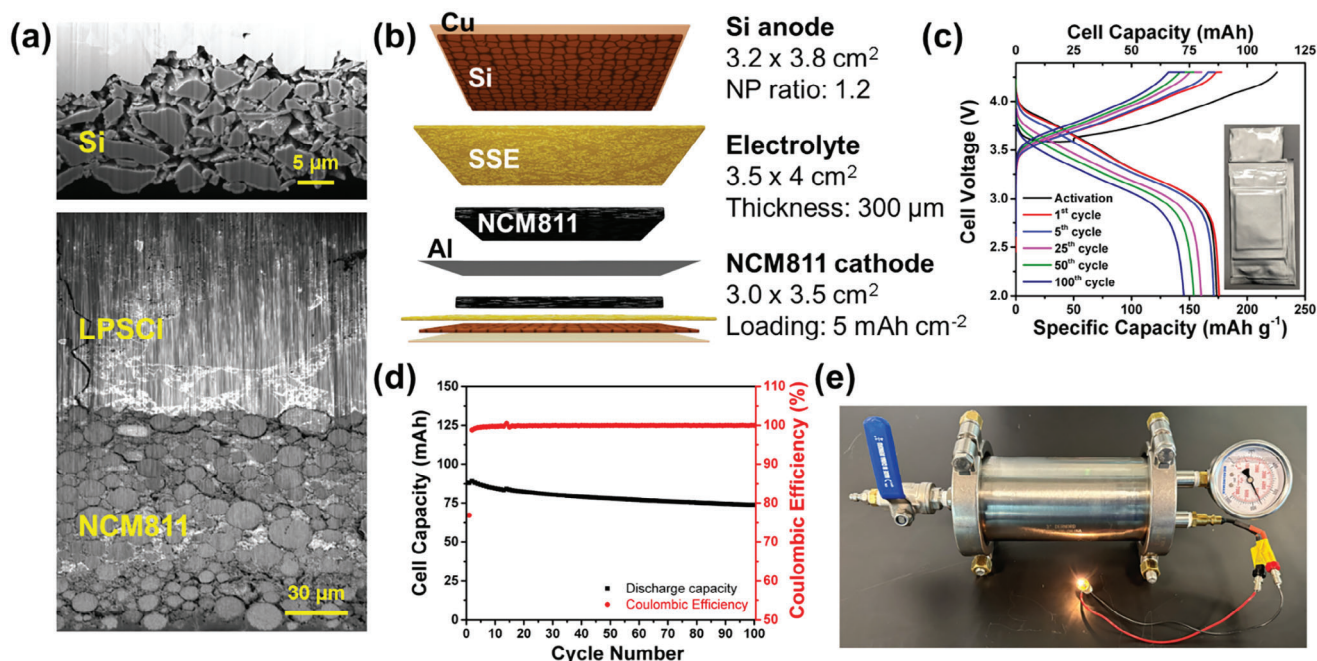 (a)
Si
5 µm
LPSCl
NCM811
30 µm
(b)
Cu
Si
SSE
NCM811
Al
Si anode
3.2 x 3.8 cm²
NP ratio: 1.2
Electrolyte
3.5 x 4 cm²
Thickness: 300 µm
NCM811 cathode
3.0 x 3.5 cm²
Loading: 5 mAh cm⁻²
(c)
Cell Capacity (mAh)
0 25 50 75 100 125
Cell Voltage (V)
4.0
3.5
3.0
2.5
2.0
Activation
1ˢᵗ cycle
5ᵗʰ cycle
25ᵗʰ cycle
50ᵗʰ cycle
100ᵗʰ cycle
0 50 100 150 200 250
Specific Capacity (mAh g⁻¹)
(d)
Cell Capacity (mAh)
150
125
100
75
50
25
0
Coulombic Efficiency (%)
110
100
90
80
70
60
50
Discharge capacity
Coulombic Efficiency
0 10 20 30 40 50 60 70 80 90 100
Cycle Number
(e)